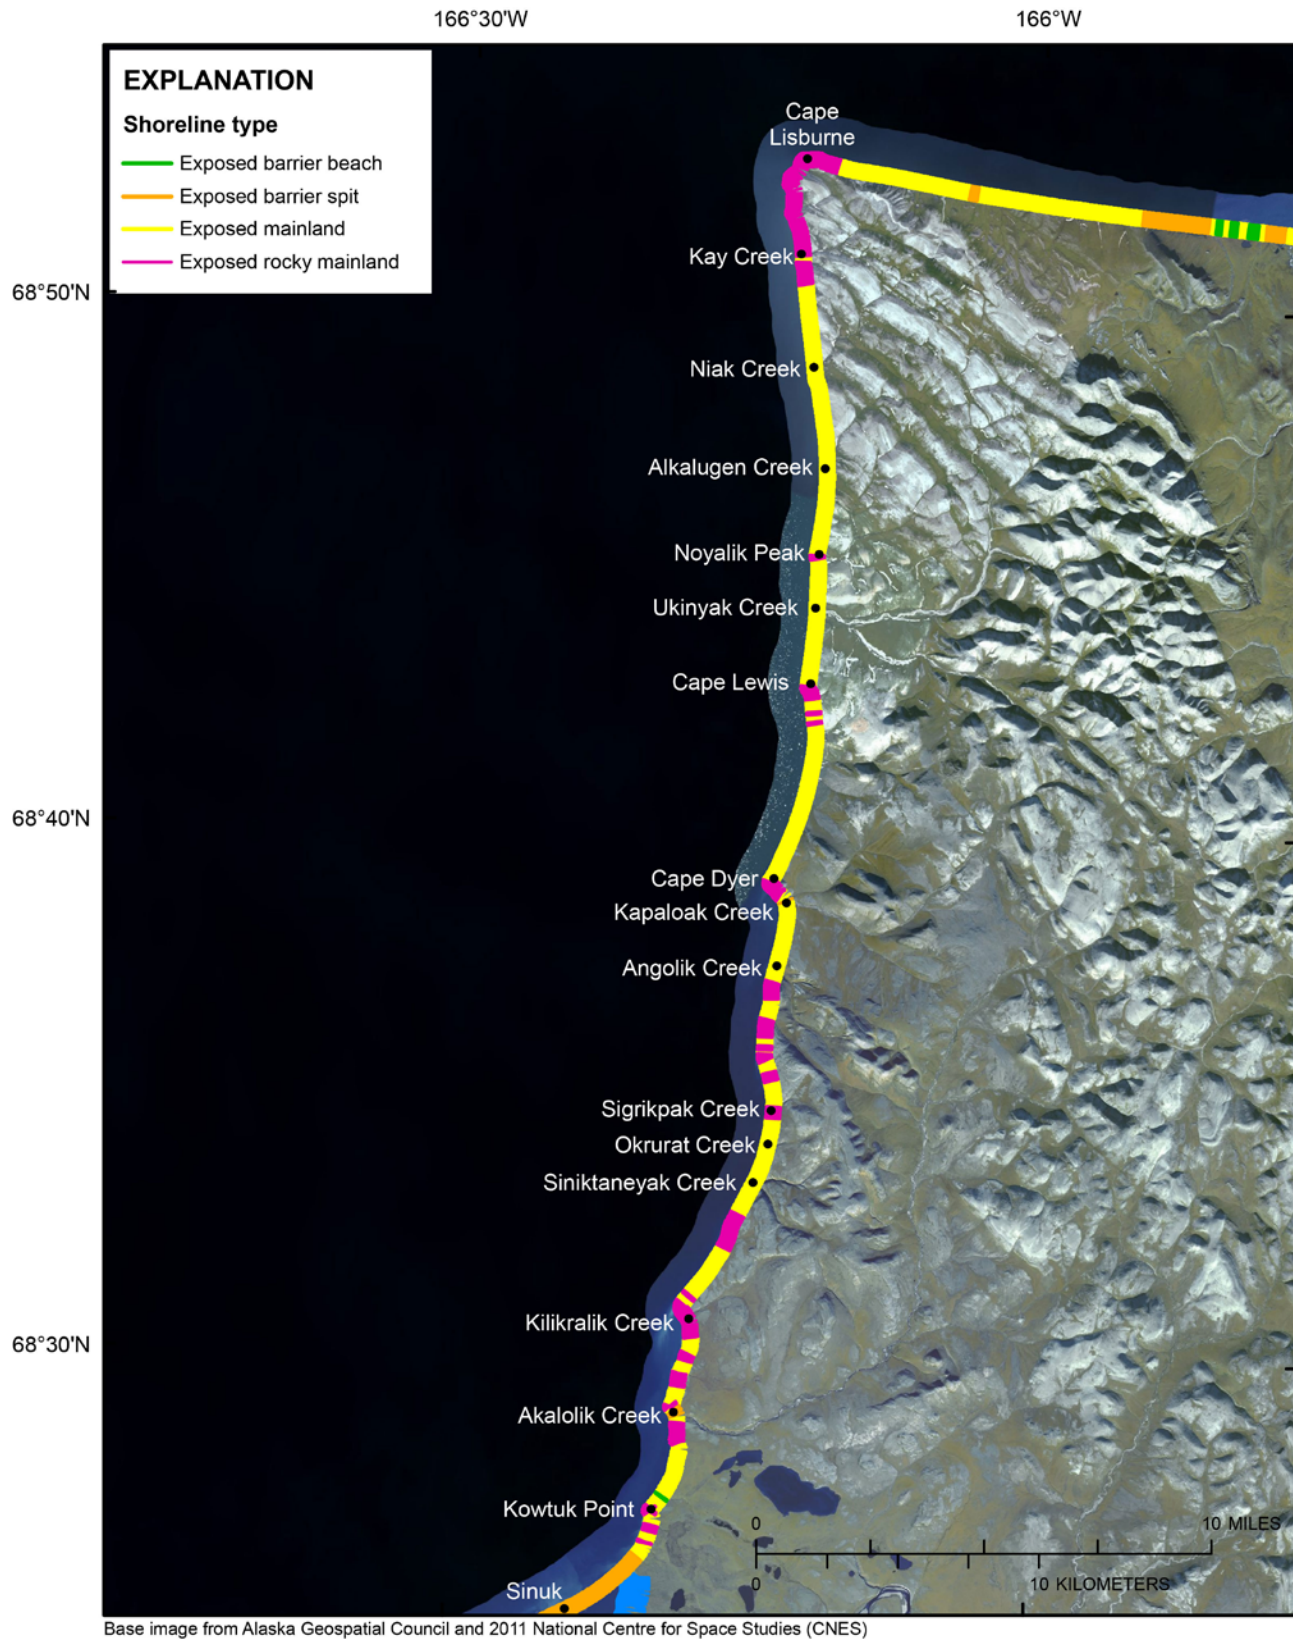 166°30'W
166°W
EXPLANATION
Shoreline type
Exposed barrier beach
Exposed barrier spit
Exposed mainland
Exposed rocky mainland
Cape
Lisburne
Kay Creek
68°50'N
Niak Creek
Alkalugen Creek
Noyalik Peak
Ukinyak Creek
Cape Lewis
68°40'N
Cape Dyer
Kapaloak Creek
Angolik Creek
Sigrikpak Creek
Okrurat Creek
Siniktaneyak Creek
Kilikralik Creek
68°30'N
Akalolik Creek
Kowtuk Point
0 10 MILES
0 10 KILOMETERS
Sinuk
Base image from Alaska Geospatial Council and 2011 National Centre for Space Studies (CNES)